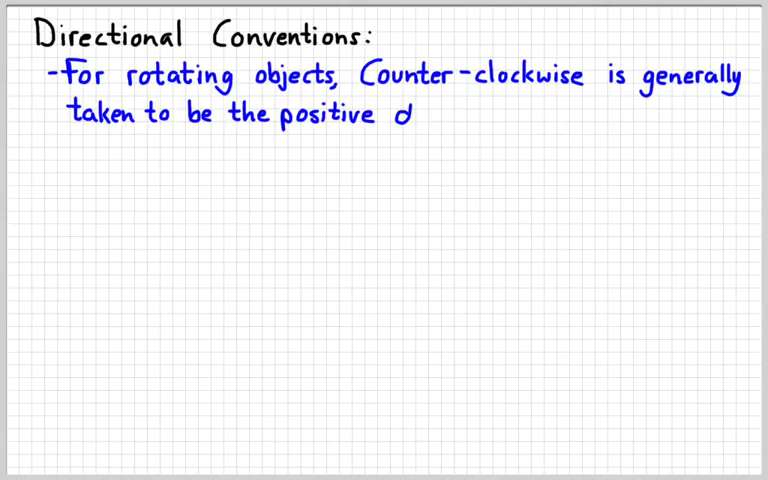 Directional Conventions:
-For rotating objects, Counter-clockwise is generally
taken to be the positive d